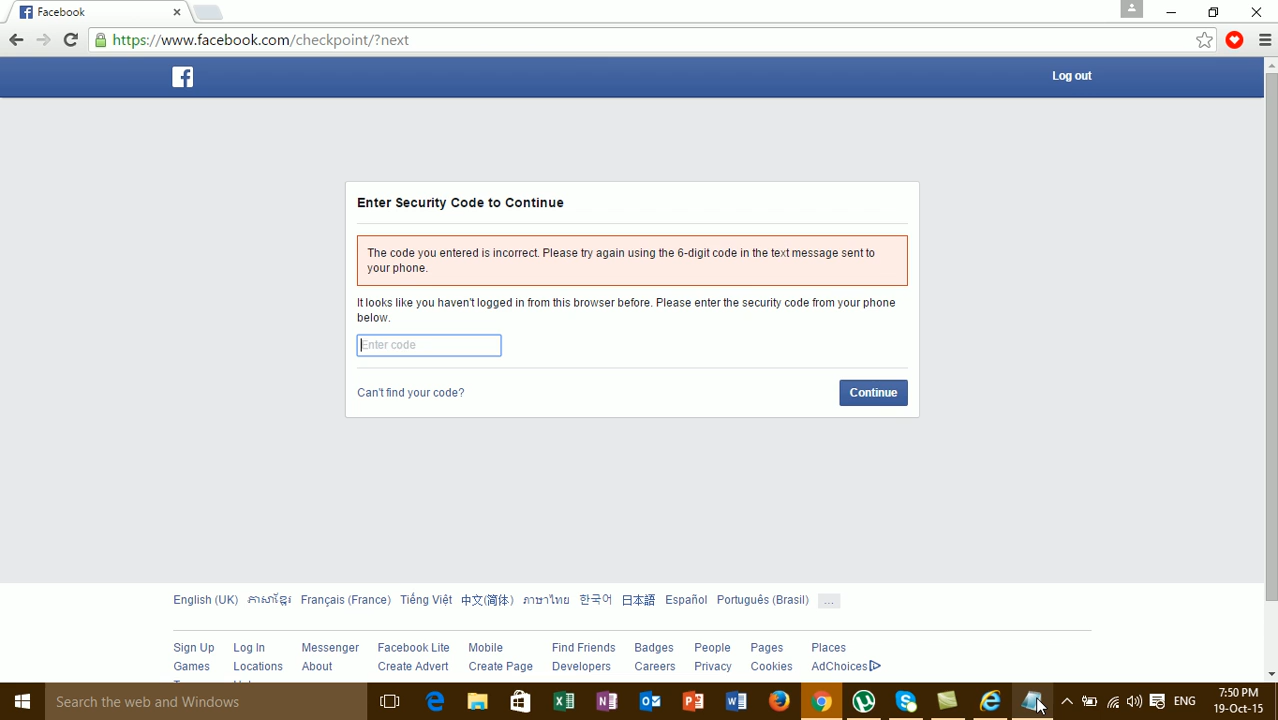 Facebook
https://www.facebook.com/checkpoint/?next
Log out
Enter Security Code to Continue
The code you entered is incorrect. Please try again using the 6-digit code in the text message sent to
your phone.
It looks like you haven't logged in from this browser before. Please enter the security code from your phone
below.
Enter code
Can't find your code?
Continue
English (UK) ភាសាខ្មែរ Français (France) Tiếng Việt 中文(简体) ภาษาไทย 한국어 日本語 Español Português (Brasil) ...
Sign Up Log In Messenger Facebook Lite Mobile Find Friends Badges People Pages Places
Games Locations About Create Advert Create Page Developers Careers Privacy Cookies AdChoices
Search the web and Windows
ENG
7:50 PM
19-Oct-15